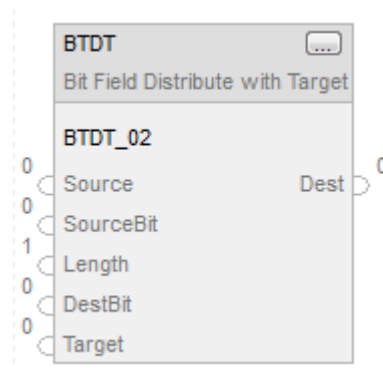 BTDT ...
Bit Field Distribute with Target
BTDT_02
0 Source Dest 0
0 SourceBit
1 Length
0 DestBit
0 Target